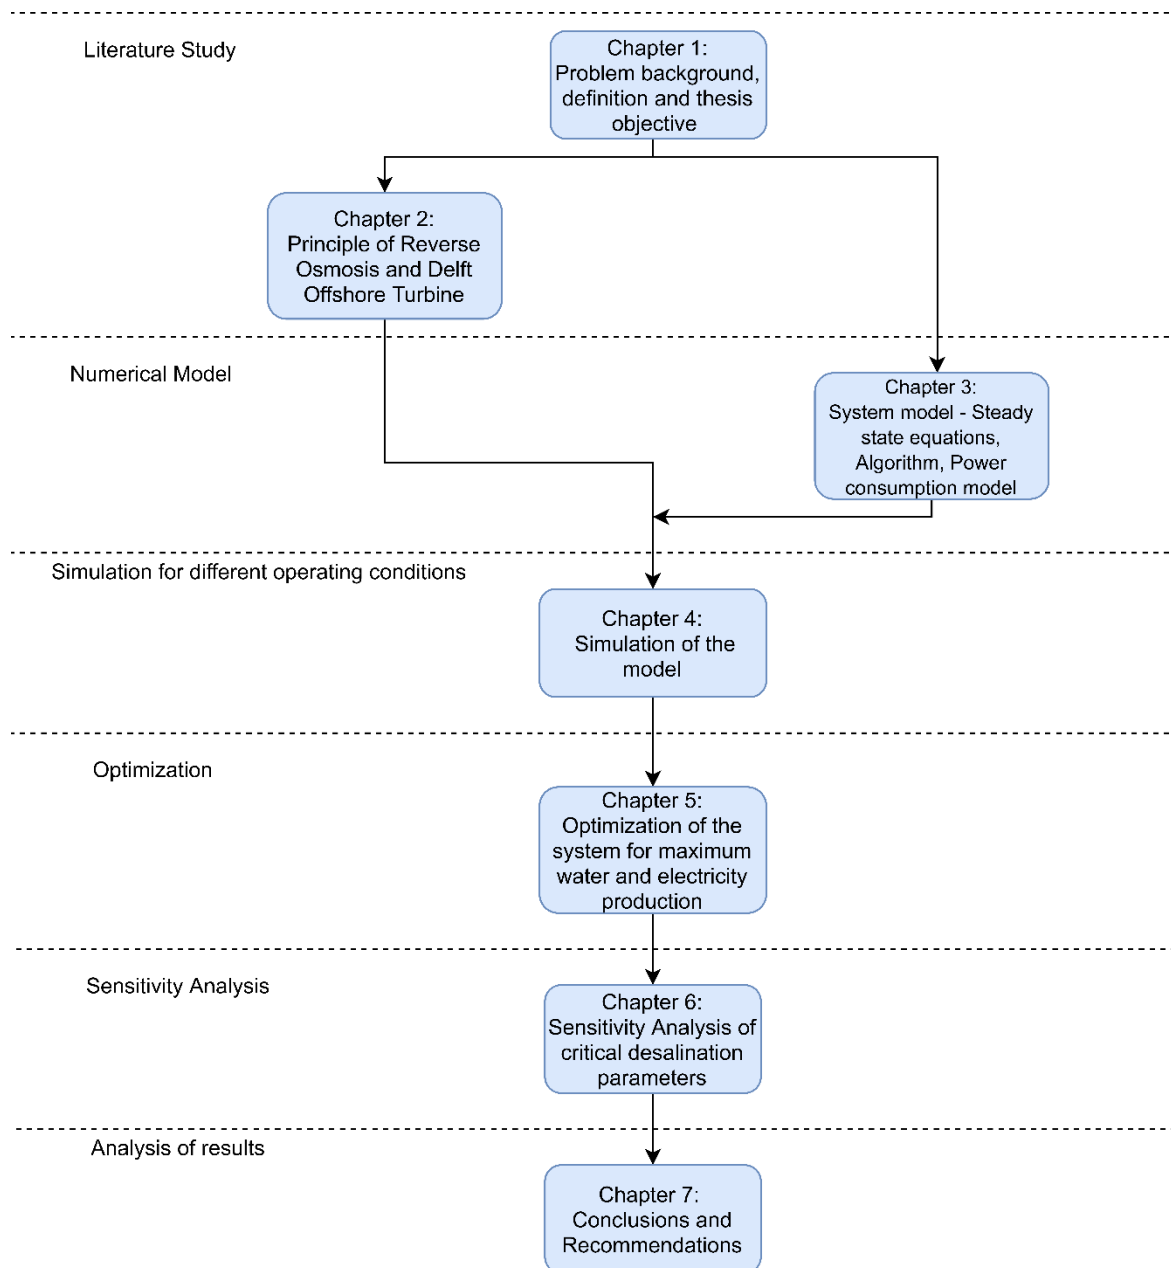 Literature Study
Chapter 1:
Problem background,
definition and thesis
objective
Chapter 2:
Principle of Reverse
Osmosis and Delft
Offshore Turbine
Numerical Model
Chapter 3:
System model - Steady
state equations,
Algorithm, Power
consumption model
Simulation for different operating conditions
Chapter 4:
Simulation of the
model
Optimization
Chapter 5:
Optimization of the
system for maximum
water and electricity
production
Sensitivity Analysis
Chapter 6:
Sensitivity Analysis of
critical desalination
parameters
Analysis of results
Chapter 7:
Conclusions and
Recommendations